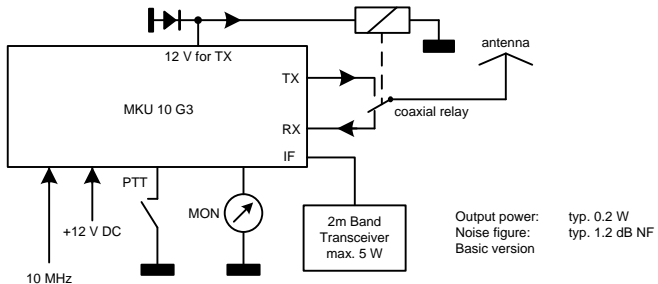 12 V for TX
antenna
TX
MKU 10 G3
coaxial relay
RX
IF
PTT
MON
+12 V DC
10 MHz
2m Band
Transceiver
max. 5 W
Output power: typ. 0.2 W
Noise figure: typ. 1.2 dB NF
Basic version